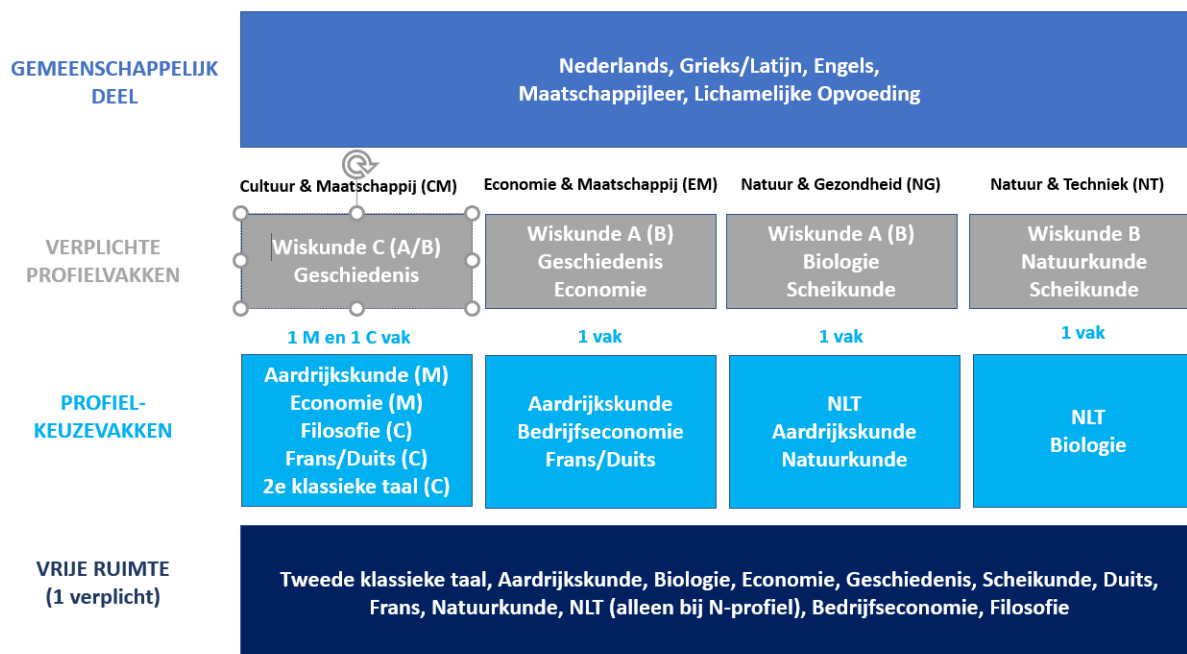 GEMEENSCHAPPELIJK
DEEL
Nederlands, Grieks/Latijn, Engels,
Maatschappijleer, Lichamelijke Opvoeding
Cultuur & Maatschappij (CM)
Economie & Maatschappij (EM)
Natuur & Gezondheid (NG)
Natuur & Techniek (NT)
VERPLICHTE
PROFIELVAKKEN
Wiskunde C (A/B)
Geschiedenis
Wiskunde A (B)
Geschiedenis
Economie
Wiskunde A (B)
Biologie
Scheikunde
Wiskunde B
Natuurkunde
Scheikunde
1 M en 1 C vak
1 vak
1 vak
1 vak
PROFIEL-
KEUZEVAKKEN
Aardrijkskunde (M)
Economie (M)
Filosofie (C)
Frans/Duits (C)
2e klassieke taal (C)
Aardrijkskunde
Bedrijfseconomie
Frans/Duits
NLT
Aardrijkskunde
Natuurkunde
NLT
Biologie
VRIJE RUIMTE
(1 verplicht)
Tweede klassieke taal, Aardrijkskunde, Biologie, Economie, Geschiedenis, Scheikunde, Duits,
Frans, Natuurkunde, NLT (alleen bij N-profiel), Bedrijfseconomie, Filosofie